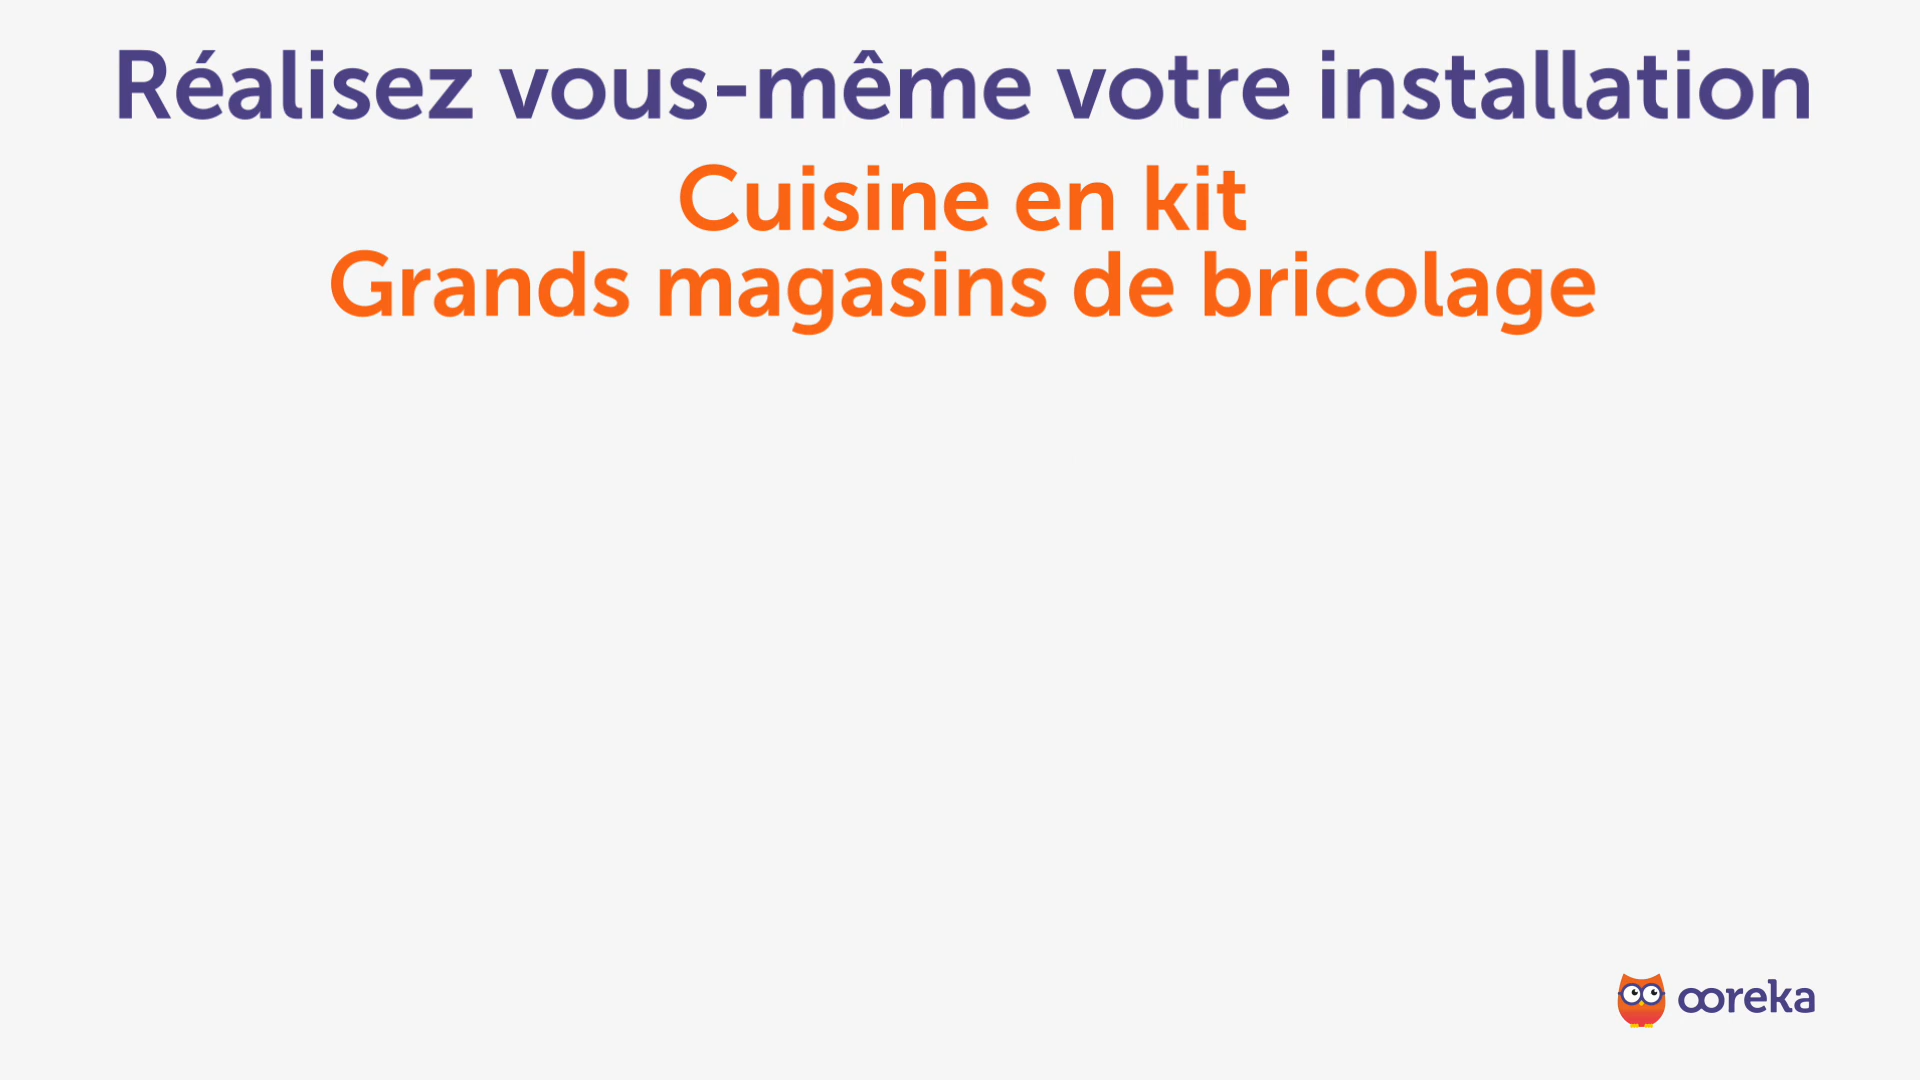 Réalisez vous-même votre installation
Cuisine en kit
Grands magasins de bricolage
ooreka